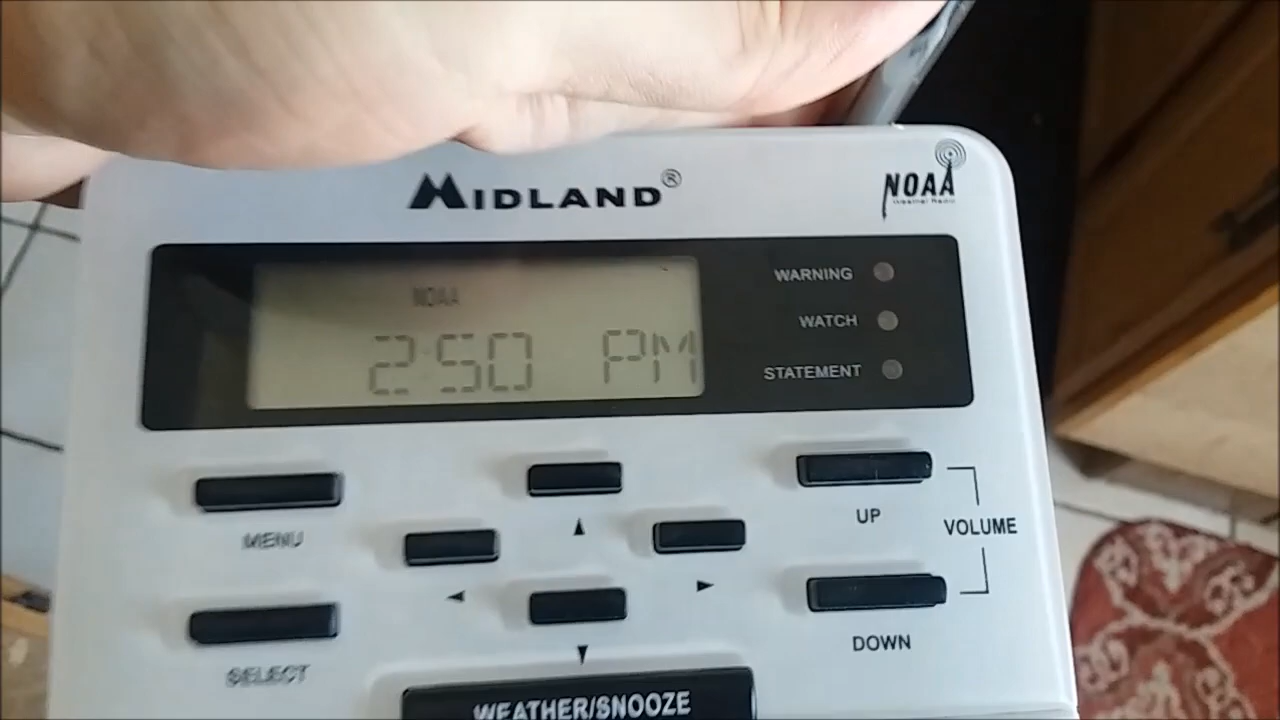 MIDLAND®
NOAA
Weather Radio
NOAA
2:50 PM
WARNING
WATCH
STATEMENT
MENU
SELECT
UP
VOLUME
DOWN
WEATHER/SNOOZE